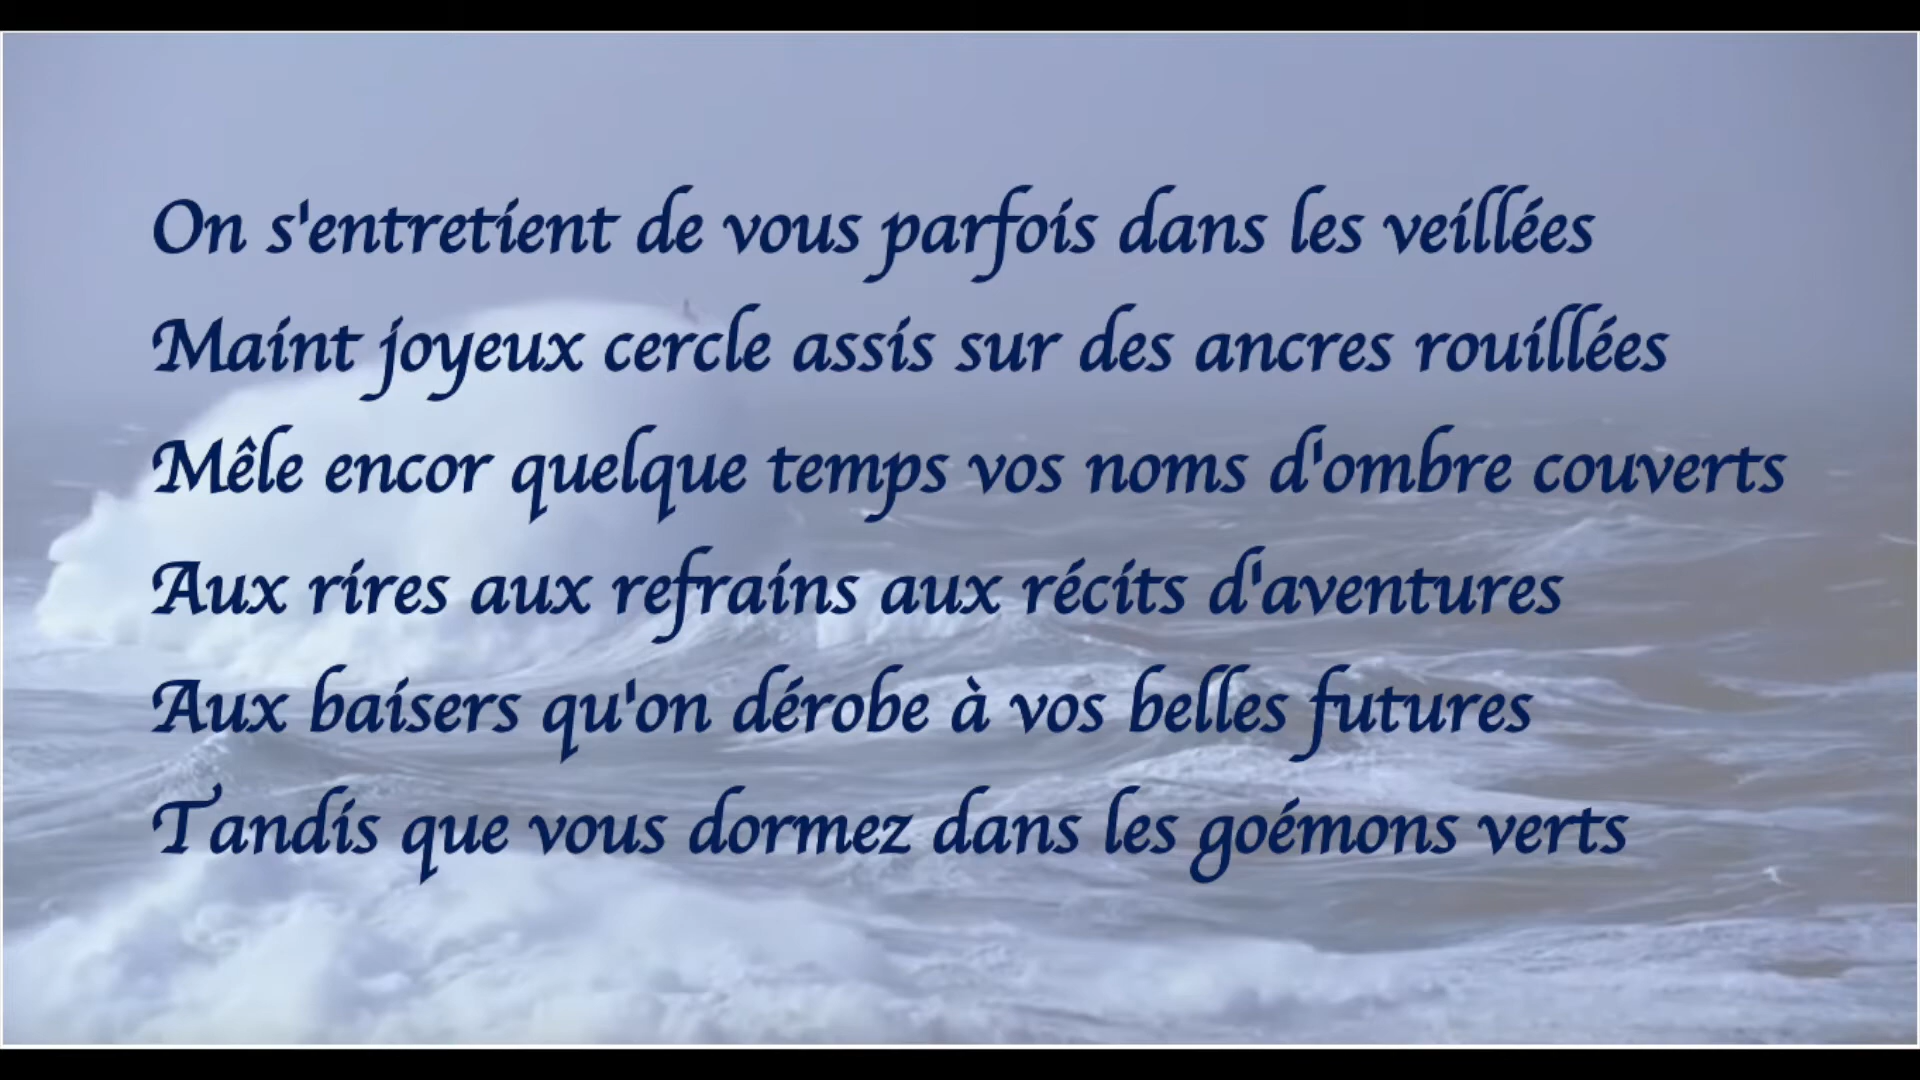 On s'entretient de vous parfois dans les veillées
Maint joyeux cercle assis sur des ancres rouillées
Mêle encor quelque temps vos noms d'ombre couverts
Aux rires aux refrains aux récits d'aventures
Aux baisers qu'on dérobe à vos belles futures
Tandis que vous dormez dans les goémons verts